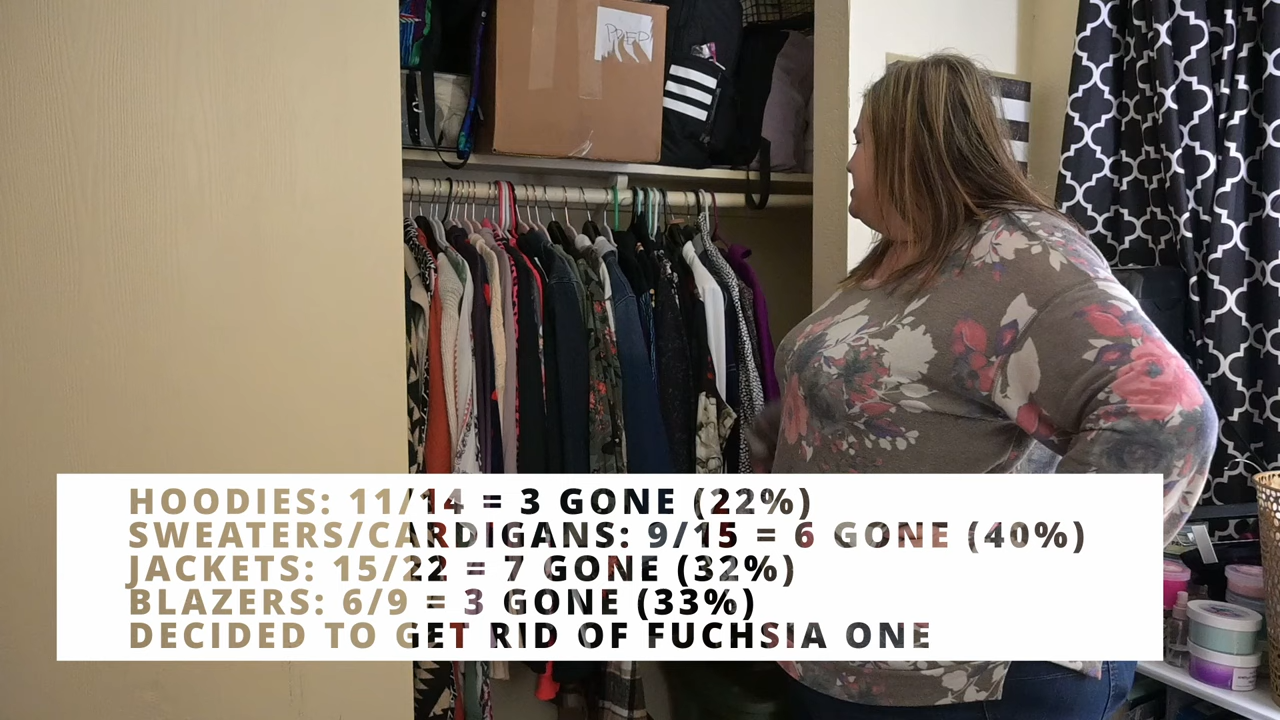 PREP
HOODIES: 11/14 = 3 GONE (22%)
SWEATERS/CARDIGANS: 9/15 = 6 GONE (40%)
JACKETS: 15/22 = 7 GONE (32%)
BLAZERS: 6/9 = 3 GONE (33%)
DECIDED TO GET RID OF FUCHSIA ONE